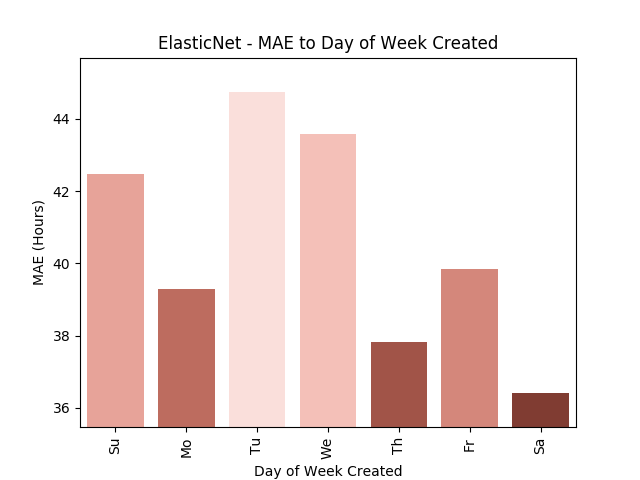 ElasticNet - MAE to Day of Week Created
MAE (Hours)
44
42
40
38
36
Su
Mo
Tu
We
Th
Fr
Sa
Day of Week Created